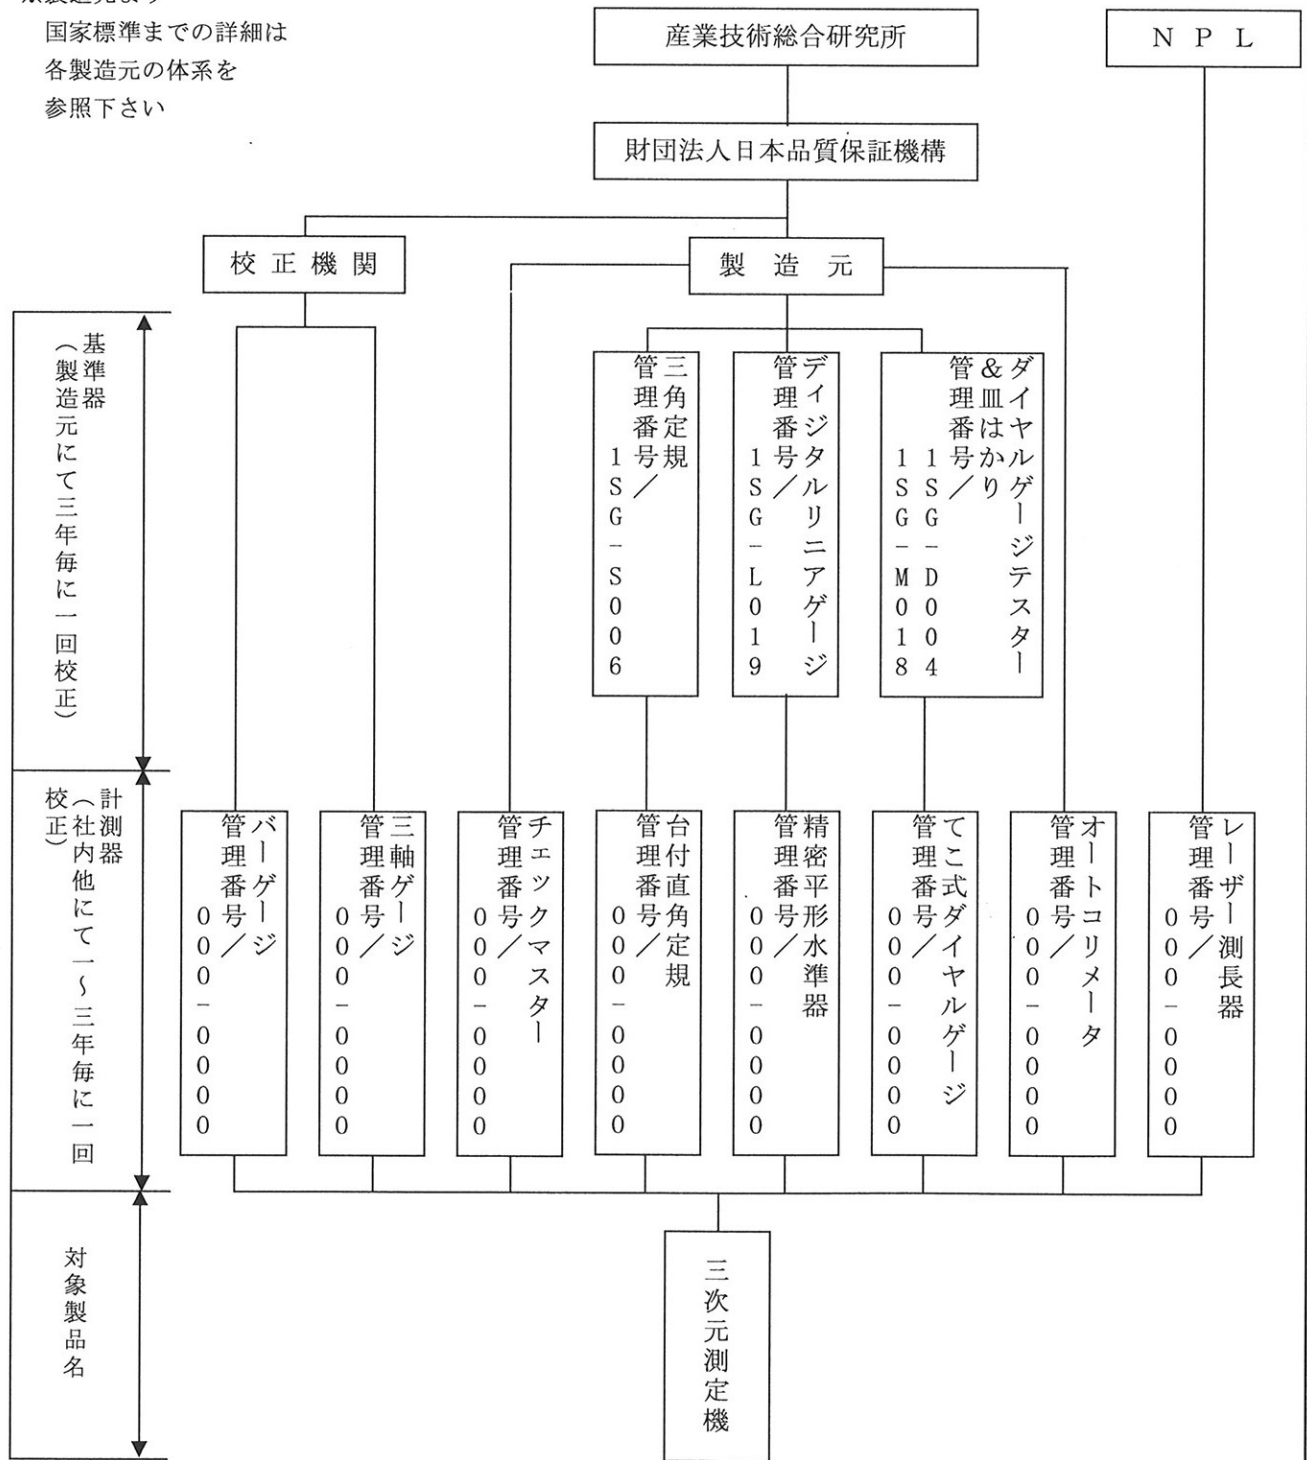 ※製造元より
国家標準までの詳細は
各製造元の体系を
参照下さい
産業技術総合研究所
NPL
財団法人日本品質保証機構
校正機関
製造元
基準器
（製造元にて三年毎に一回校正）
三角定規
管理番号／
1SG-S006
ディジタルリニアゲージ
管理番号／
1SG-L019
ダイヤルゲージテスター
&皿はかり
管理番号／
1SG-D004
1SG-M018
計測器
（社内他にて一～三年毎に一回
校正）
バーゲージ
管理番号／
000-0000
三軸ゲージ
管理番号／
000-0000
チェックマスター
管理番号／
000-0000
台付直角定規
管理番号／
000-0000
精密平形水準器
管理番号／
000-0000
てこ式ダイヤルゲージ
管理番号／
000-0000
オートコリメータ
管理番号／
000-0000
レーザー測長器
管理番号／
000-0000
対象製品名
三次元測定機